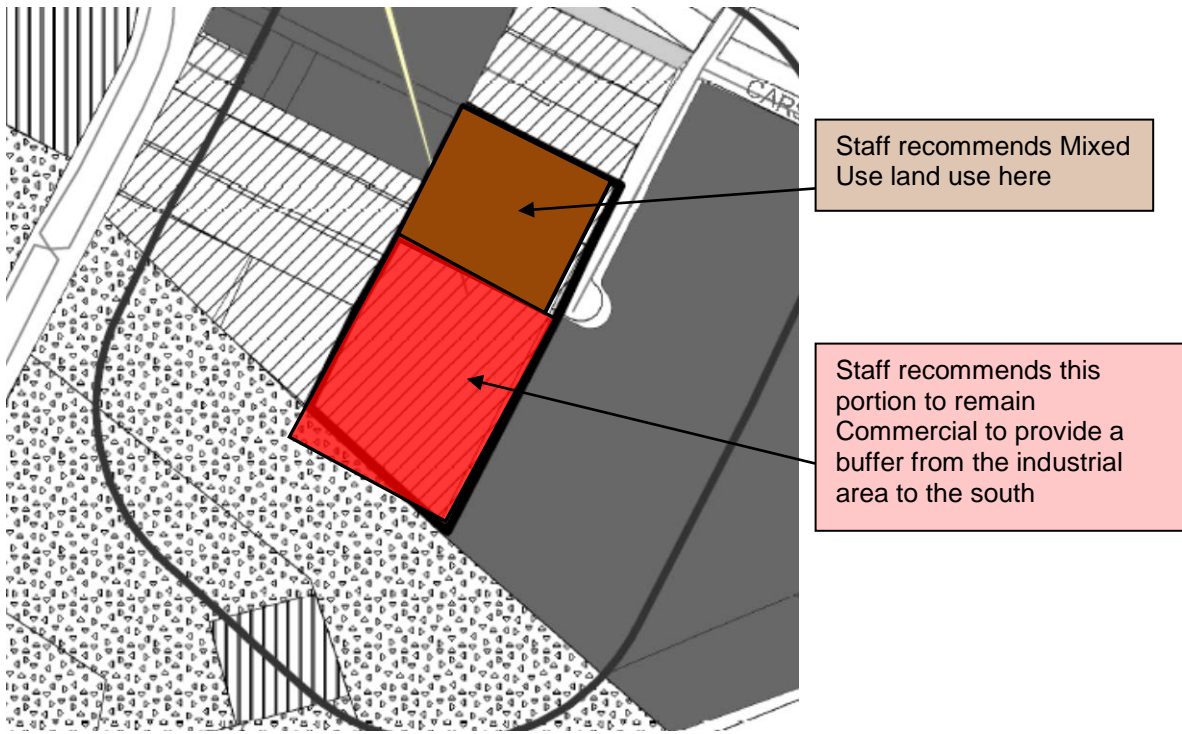 CARS
Staff recommends Mixed
Use land use here
Staff recommends this
portion to remain
Commercial to provide a
buffer from the industrial
area to the south